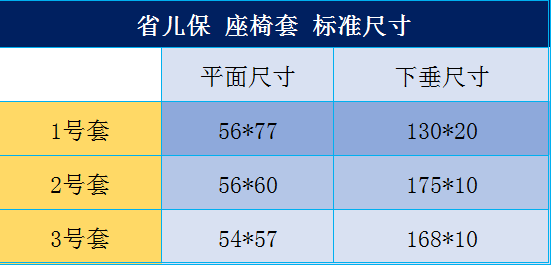 省儿保 座椅套 标准尺寸
平面尺寸 下垂尺寸
1号套 56*77 130*20
2号套 56*60 175*10
3号套 54*57 168*10